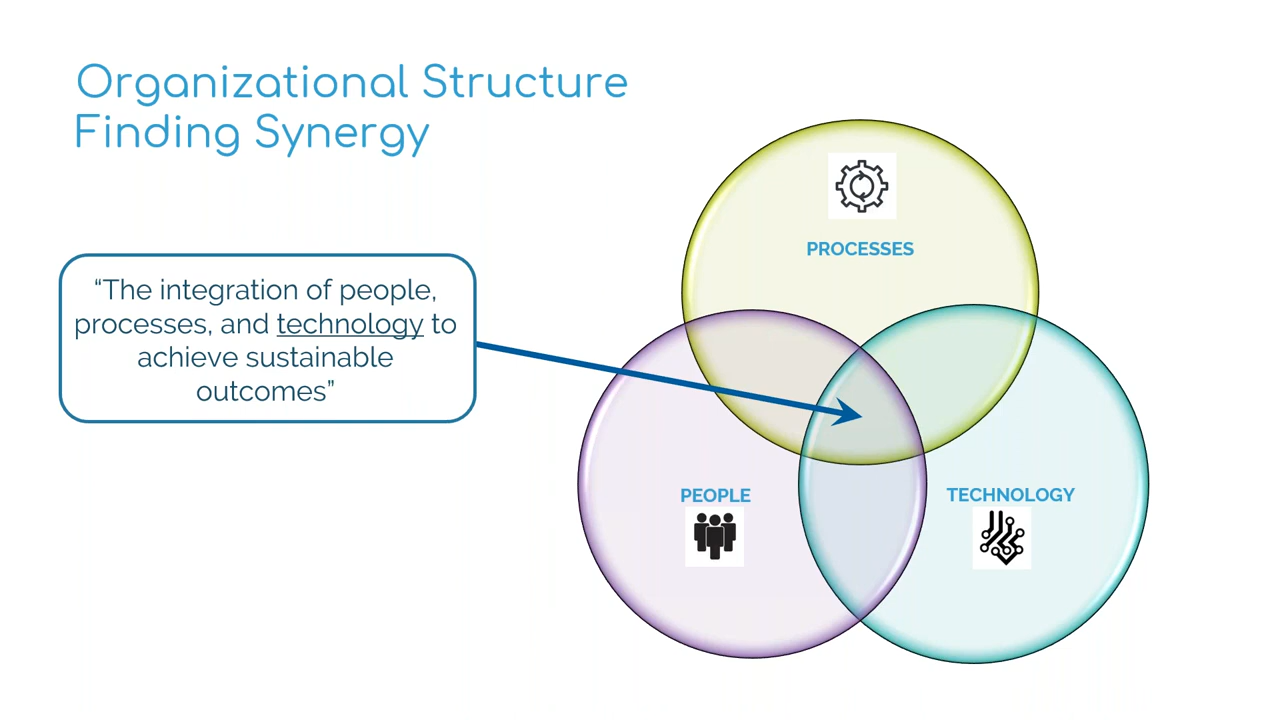 Organizational Structure
Finding Synergy
“The integration of people,
processes, and technology to
achieve sustainable
outcomes”
PROCESSES
PEOPLE
TECHNOLOGY